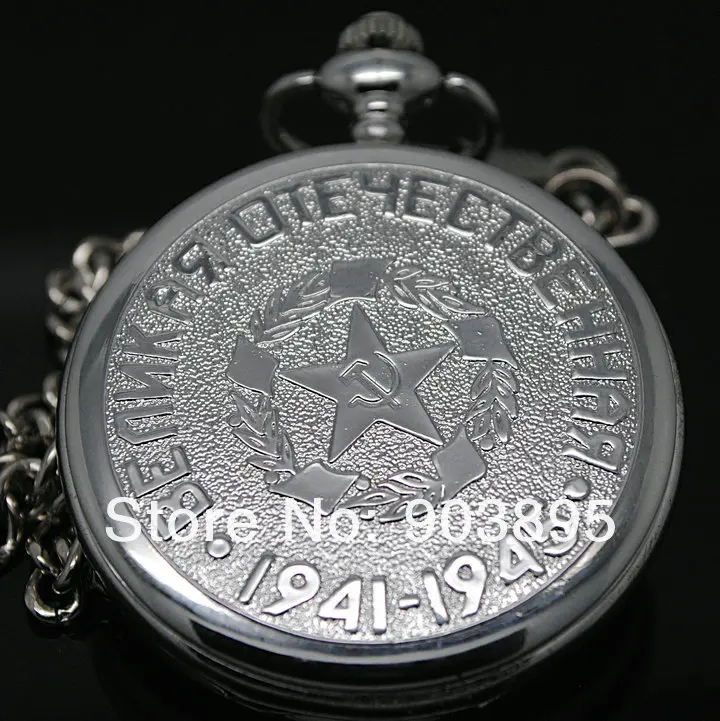 ВЕЛИКАЯ ОТЕЧЕСТВЕННАЯ
Store No: 903895
· 1941-1945 ·